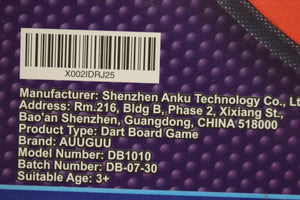 X002IDRJ25
Manufacturer: Shenzhen Anku Technology Co., Lt
Address: Rm.216, Bldg B, Phase 2, Xixiang St.,
Bao'an Shenzhen, Guangdong, CHINA 518000
Product Type: Dart Board Game
Brand: AUUGUU
Model Number: DB1010
Batch Number: DB-07-30
Suitable Age: 3+